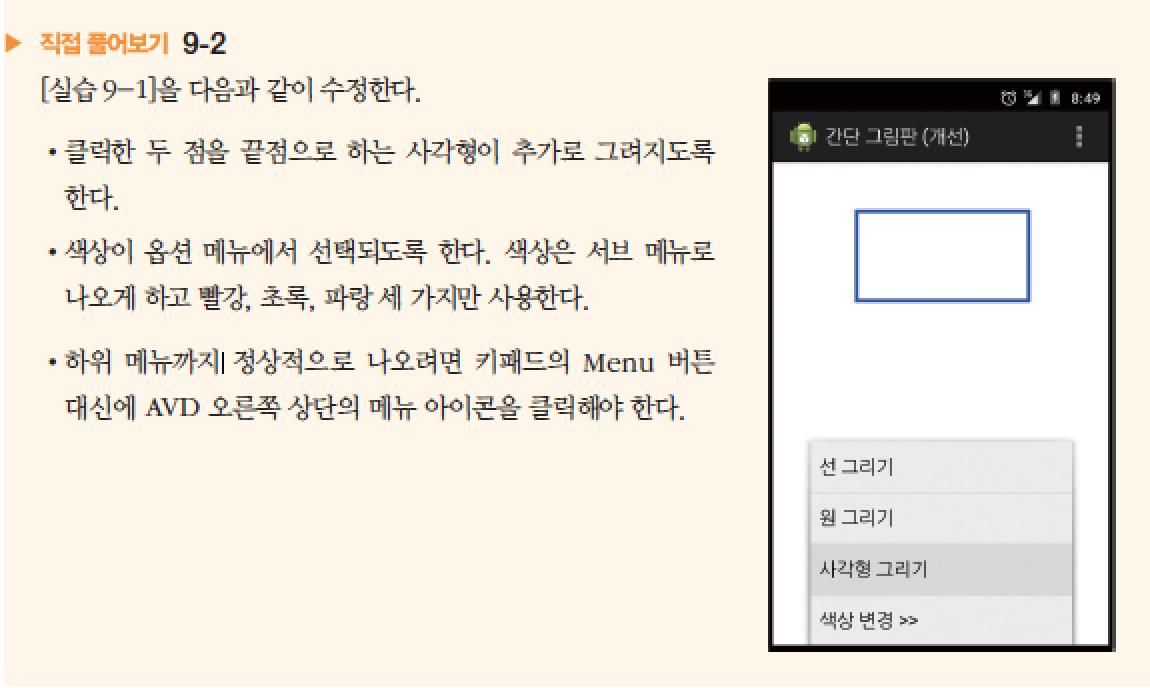 ▶ 직접 풀어보기 9-2
[실습 9-1]을 다음과 같이 수정한다.
• 클릭한 두 점을 끝점으로 하는 사각형이 추가로 그려지도록
한다.
• 색상이 옵션 메뉴에서 선택되도록 한다. 색상은 서브 메뉴로
나오게 하고 빨강, 초록, 파랑 세 가지만 사용한다.
• 하위 메뉴까지 정상적으로 나오려면 키패드의 Menu 버튼
대신에 AVD 오른쪽 상단의 메뉴 아이콘을 클릭해야 한다.
8:49
간단 그림판 (개선)
선 그리기
원 그리기
사각형 그리기
색상 변경 >>